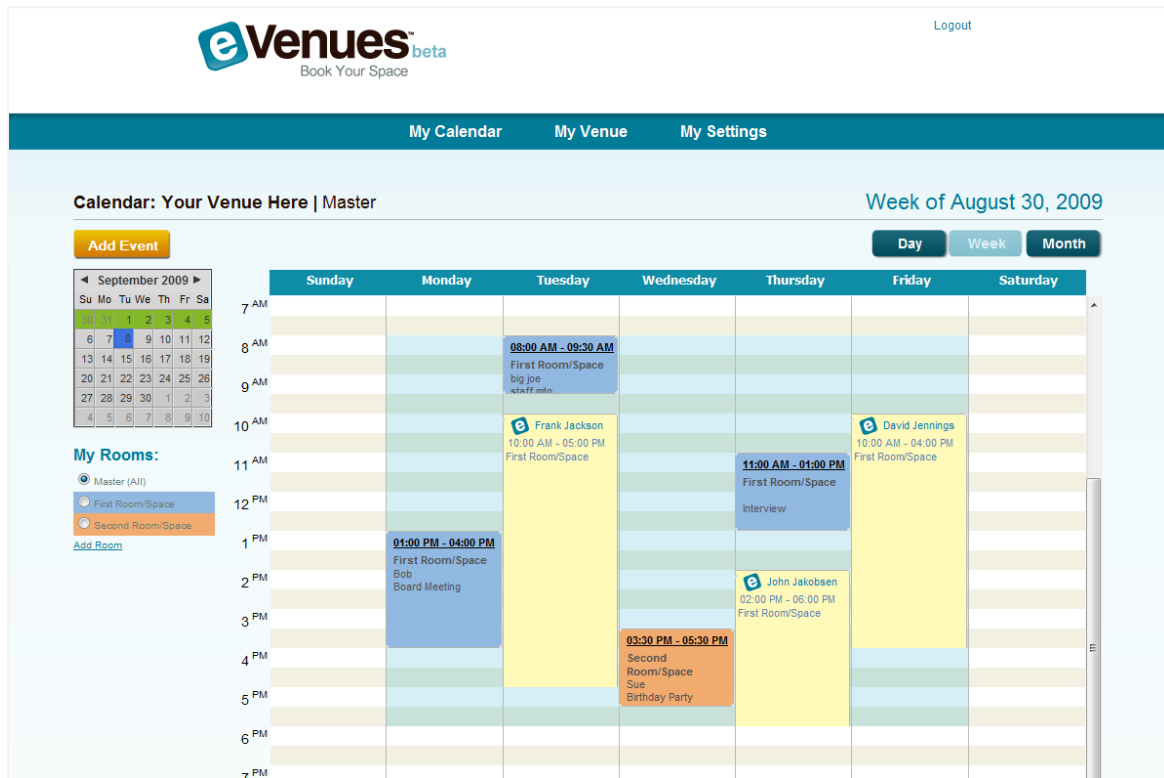 Logout
eVenues™ beta
Book Your Space
My Calendar My Venue My Settings
Calendar: Your Venue Here | Master
Week of August 30, 2009
Add Event
Day Week Month
◄ September 2009 ►
Su Mo Tu We Th Fr Sa
30 31 1 2 3 4 5
6 7 8 9 10 11 12
13 14 15 16 17 18 19
20 21 22 23 24 25 26
27 28 29 30 1 2 3
4 5 6 7 8 9 10
My Rooms:
Master (All)
First Room/Space
Second Room/Space
Add Room
Sunday Monday Tuesday Wednesday Thursday Friday Saturday
7 AM
8 AM
9 AM
10 AM
11 AM
12 PM
1 PM
2 PM
3 PM
4 PM
5 PM
6 PM
7 PM
01:00 PM - 04:00 PM
First Room/Space
Bob
Board Meeting
08:00 AM - 09:30 AM
First Room/Space
big joe
staff mtg
e Frank Jackson
10:00 AM - 05:00 PM
First Room/Space
03:30 PM - 05:30 PM
Second
Room/Space
Sue
Birthday Party
11:00 AM - 01:00 PM
First Room/Space
Interview
e John Jakobsen
02:00 PM - 06:00 PM
First Room/Space
e David Jennings
10:00 AM - 04:00 PM
First Room/Space